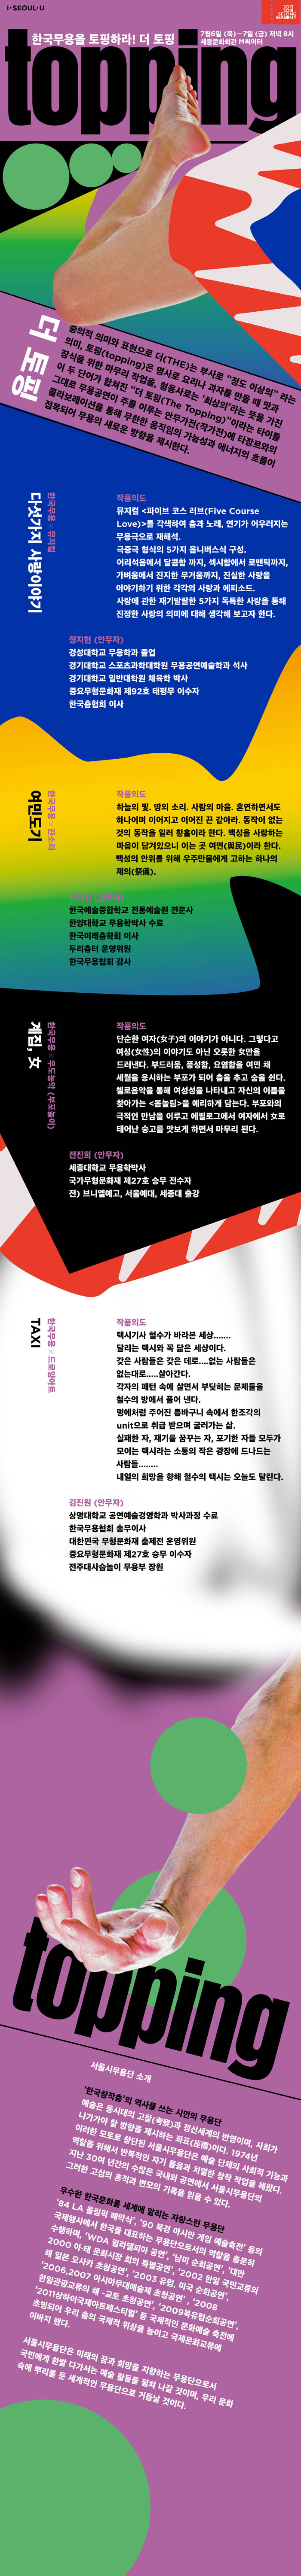 I·SEOUL·U
한국무용을 토핑하라! 더 토핑
7월6일 (목)—7일 (금) 저녁 8시
세종문화회관 M씨어터
topping
더 토핑
중의적 의미와 표현으로 더(THE)는 부사로 "정도 이상의" 라는
의미, 토핑(topping)은 명사로 요리나 과자를 만들 때 맛과
장식을 위한 마무리 작업을, 형용사로는 '최상의'라는 뜻을 가진
이 두 단어가 합쳐진 "더 토핑(The Topping)"이라는 타이틀
그대로 무용공연이 주를 이루는 안무가전(작가전)에 타장르와의
콜라보레이션을 통해 무한한 움직임의 가능성과 에너지의 흐름이
접목되어 무용의 새로운 방향을 제시한다.
한국무용×뮤지컬
다섯가지 사랑이야기
작품의도
뮤지컬 <파이브 코스 러브(Five Course
Love)>를 각색하여 춤과 노래, 연기가 어우러지는
무용극으로 재해석.
극중극 형식의 5가지 옴니버스식 구성.
어리석음에서 달콤함 까지, 섹시함에서 로맨틱까지,
가벼움에서 진지한 무거움까지, 진실한 사랑을
이야기하기 위한 각각의 사랑과 에피소드.
사랑에 관한 재기발랄한 5가지 독특한 사랑을 통해
진정한 사랑의 의미에 대해 생각해 보고자 한다.
정지현 (안무자)
경성대학교 무용학과 졸업
경기대학교 스포츠과학대학원 무용공연예술학과 석사
경기대학교 일반대학원 체육학 박사
중요무형문화재 제92호 태평무 이수자
한국춤협회 이사
한국무용×판소리
여민도기
작품의도
하늘의 빛. 땅의 소리. 사람의 마음. 혼연하면서도
하나이며 이어지고 이어진 끈 같아라. 동작이 없는
것의 동작을 일러 황홀이라 한다. 백성을 사랑하는
마음이 담겨있으니 이는 곳 여민(與民)이라 한다.
백성의 안위를 위해 우주만물에게 고하는 하나의
제의(祭儀).
(안무자)
한국예술종합학교 전통예술원 전문사
한양대학교 무용학박사 수료
한국미래춤학회 이사
두리춤터 운영위원
한국무용협회 감사
한국무용×우도농악 (부포놀이)
계집, 女
작품의도
단순한 여자(女子)의 이야기가 아니다. 그렇다고
여성(女性)의 이야기도 아닌 오롯한 女만을
드러낸다. 부드러움, 풍성함, 요염함을 여민 채
세월을 응시하는 부포가 되어 춤을 추고 숨을 쉰다.
웜로움악을 통해 여성성을 나타내고 자신의 이름을
찾아가는 <홍놀림>을 에리하게 담는다. 부포와의
극적인 만남을 이루고 에필로그에서 여자에서 女로
태어난 숭고를 맛보게 하면서 마무리 된다.
전진희 (안무자)
세종대학교 무용학박사
국가무형문화재 제27호 승무 전수자
전) 브니엘예고, 서울예대, 세종대 출강
한국무용×드로잉아트
TAXI
작품의도
택시기사 철수가 바라본 세상.......
달리는 택시와 꼭 닮은 세상이다.
갖은 사람들은 갖은 데로....없는 사람들은
없는대로.....살아간다.
각자의 패턴 속에 살면서 부딪히는 문제들을
철수의 방에서 풀어 낸다.
멍에처럼 주어진 틈바구니 속에서 한조각의
unit으로 취급 받으며 굴러가는 삶.
실패한 자, 재기를 꿈꾸는 자, 포기한 자들 모두가
모이는 택시라는 소통의 작은 광장에 드나드는
사람들........
내일의 희망을 향해 철수의 택시는 오늘도 달린다.
김진원 (안무자)
상명대학교 공연예술경영학과 박사과정 수료
한국무용협회 총무이사
대한민국 무형문화재 축제전 운영위원
중요무형문화재 제27호 승무 이수자
전주대사습놀이 무용부 장원
topping
서울시무용단 소개
'한국창작춤'의 역사를 쓰는 시민의 무용단
예술은 동시대의 고찰(考察)과 정신세계의 반영이며, 사회가
나가가야 할 방향을 제시하는 좌표(座標)이다. 1974년
이러한 모토로 창단된 서울시무용단은 예술 단체의 사회적 기능과
역할을 위해서 반복적인 자기 물음과 치열한 창작 작업을 해왔다.
지난 30여 년간의 수많은 국내외 공연에서 서울시무용단의
그러한 고심의 흔적과 변모의 기록을 읽을 수 있다.
우수한 한국문화를 세계에 알리는 자랑스런 무용단
'84 LA 올림픽 폐막식', '90 북경 아시안 게임 예술축전' 등의
국제행사에서 한국을 대표하는 무용단으로서의 역할을 충분히
수행하며, 'WDA 필라델피아 공연', '남미 순회공연', '대만
2000 아·태 문화시장 회의 특별공연', '2002 한일 국민교류의
해 일본 오사카 초청공연', '2003 유럽, 미국 순회공연',
'2006,2007 아시아무대예술제 초청공연', '2008
한일관광교류의 해 -교토 초청공연', '2009북유럽순회공연',
'2011상하이국제아트페스티벌' 등 국제적인 문화예술 축전에
초빙되어 우리 춤의 국제적 위상을 높이고 국제문화교류에
이바지 했다.
서울시무용단은 미래의 꿈과 희망을 지향하는 무용단으로서
국민에게 한발 다가서는 예술 활동을 펼쳐 나갈 것이며, 우리 문화
속에 뿌리를 둔 세계적인 무용단으로 거듭날 것이다.